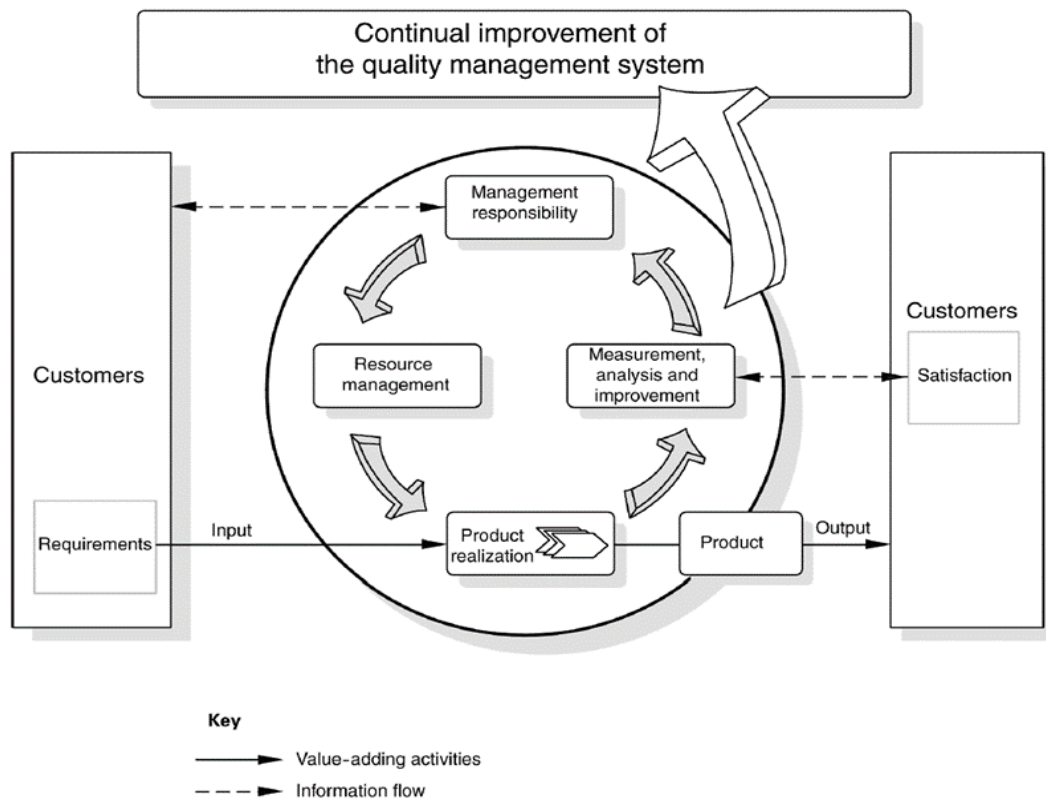 Continual improvement of
the quality management system
Management
responsibility
Customers
Resource
management
Measurement,
analysis and
improvement
Customers
Satisfaction
Requirements
Input
Product
realization
Product
Output
Key
Value-adding activities
Information flow